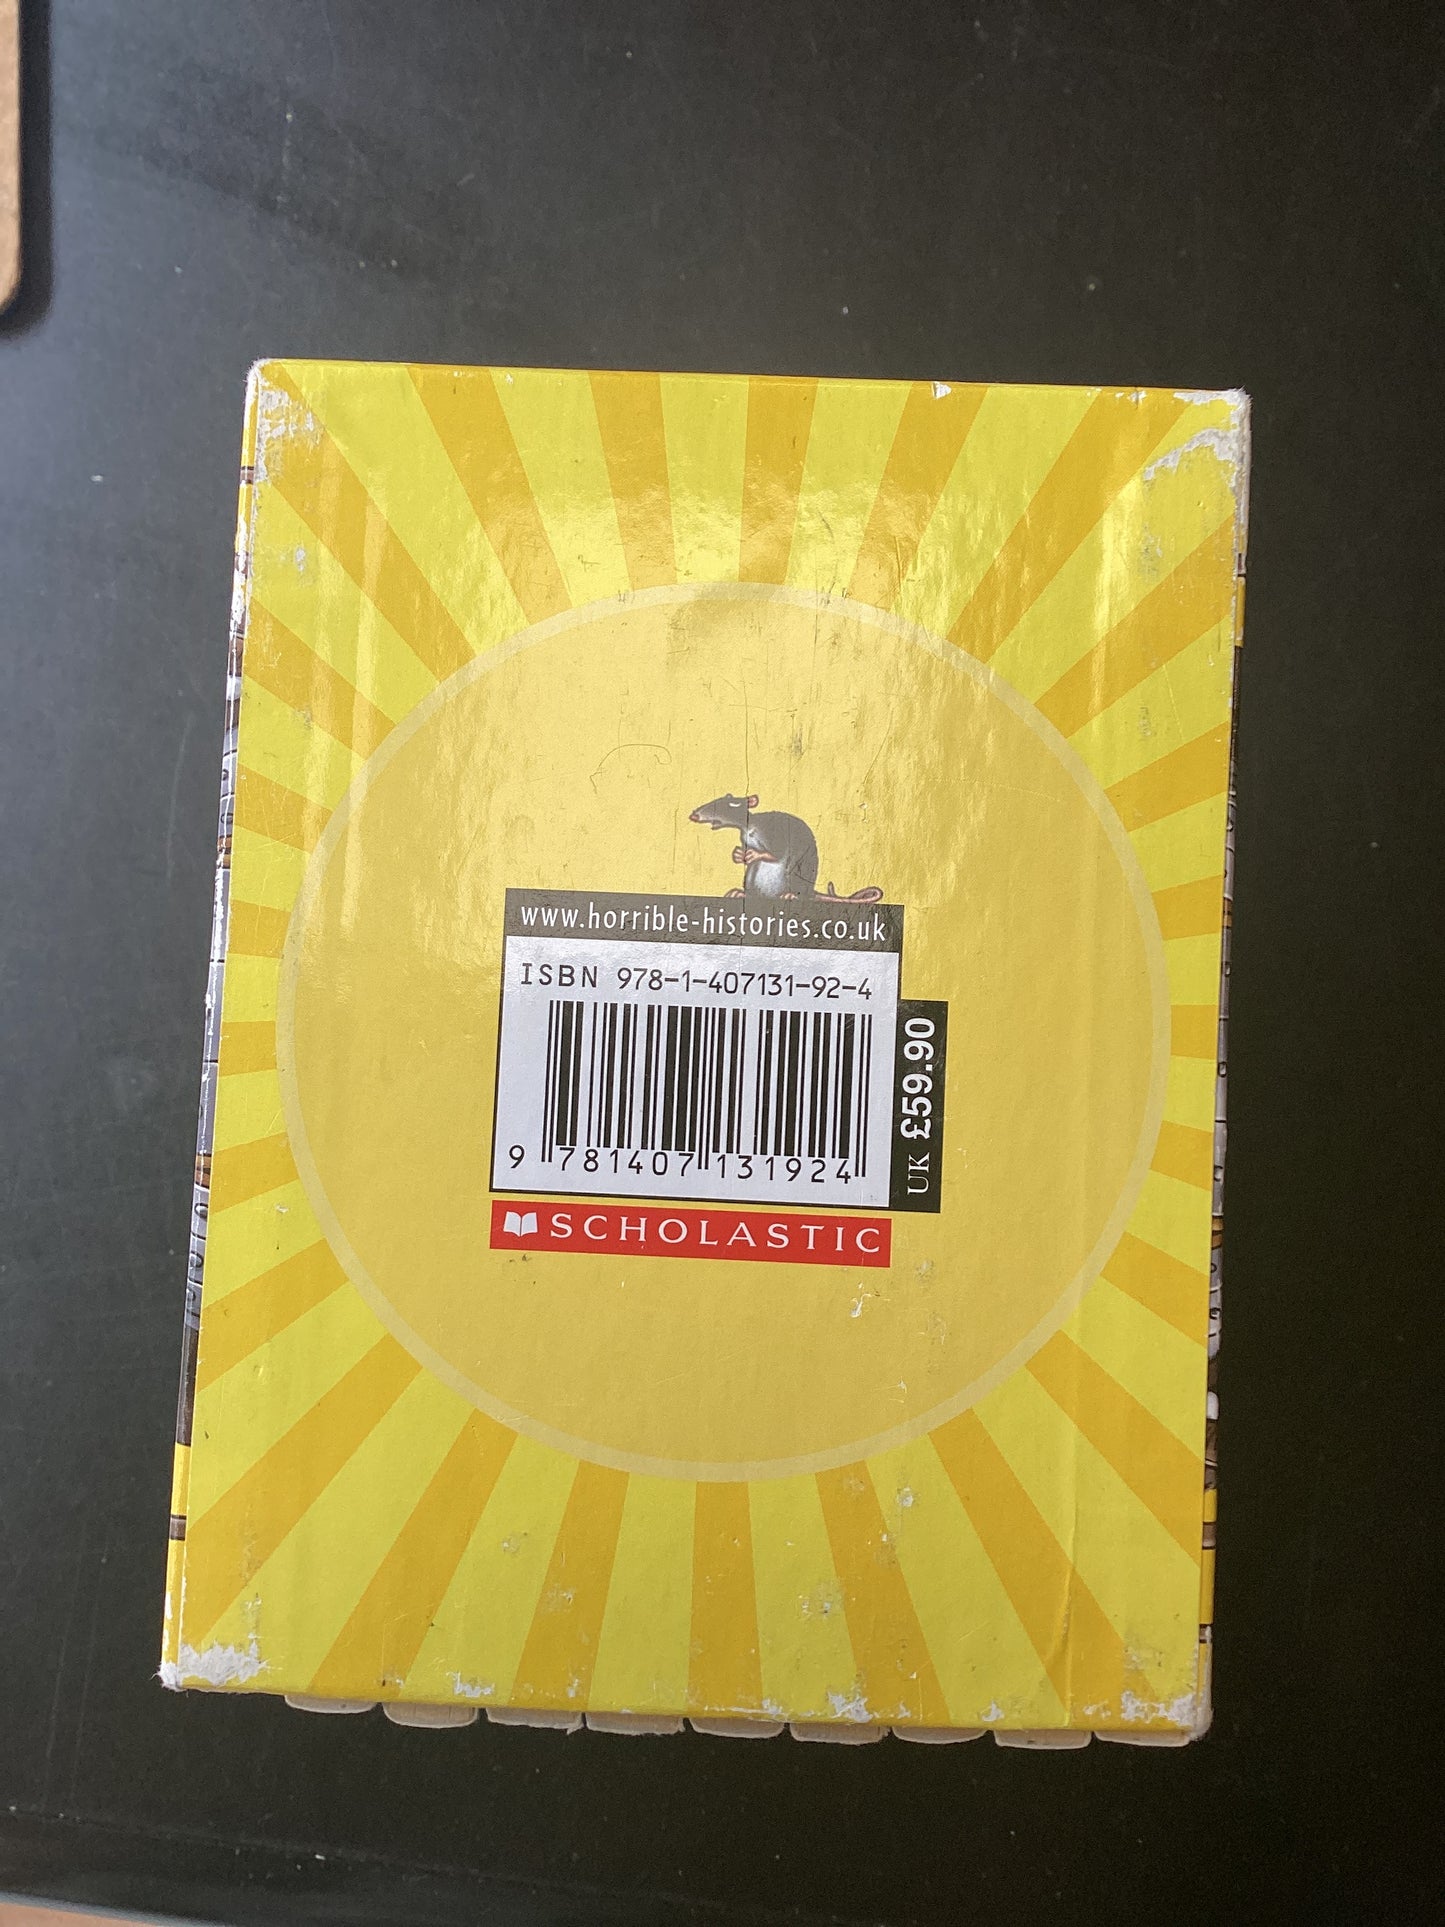 www.horrible-histories.co.uk
ISBN 978-1-407131-92-4
9 781407 131924
UK £59.90
SCHOLASTIC